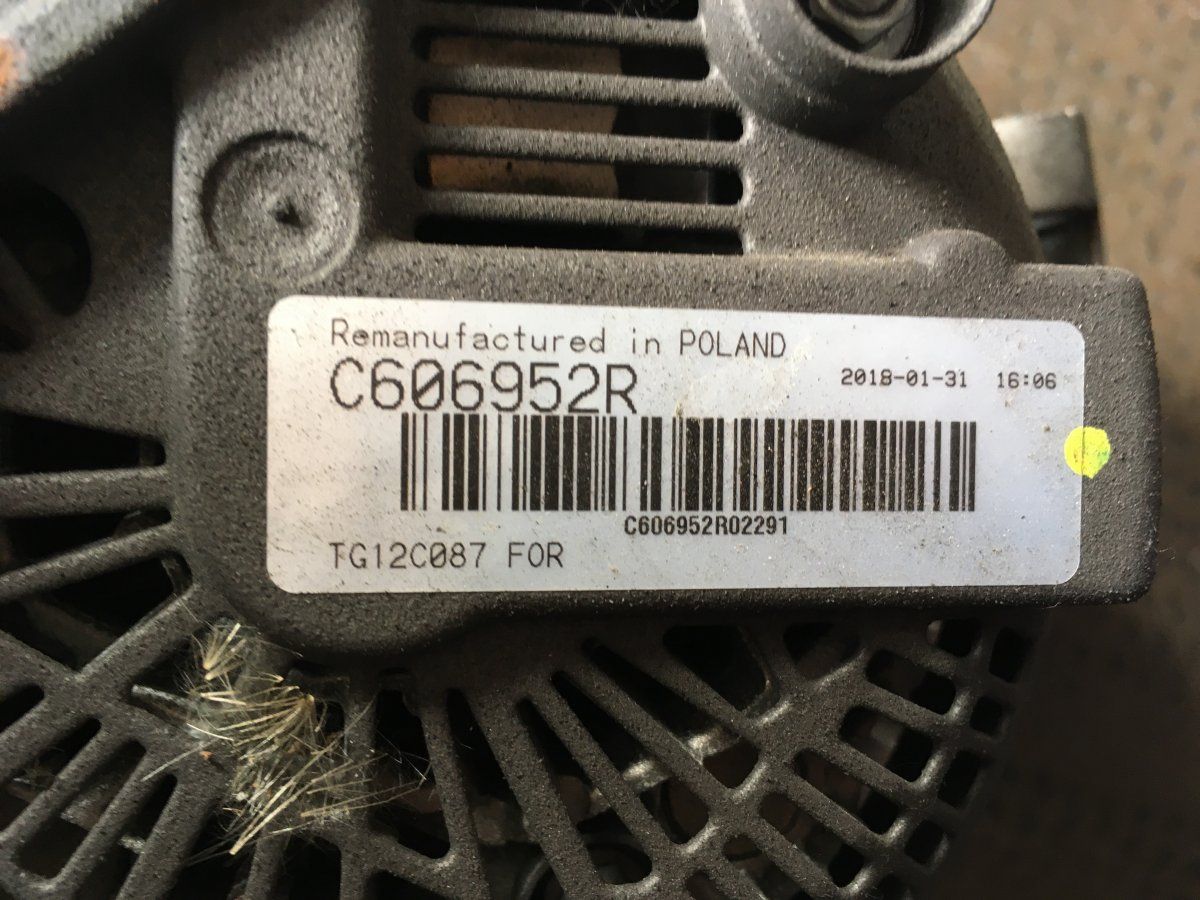 Remanufactured in POLAND
C606952R
2018-01-31 16:06
C606952R02291
TG12C087 FOR